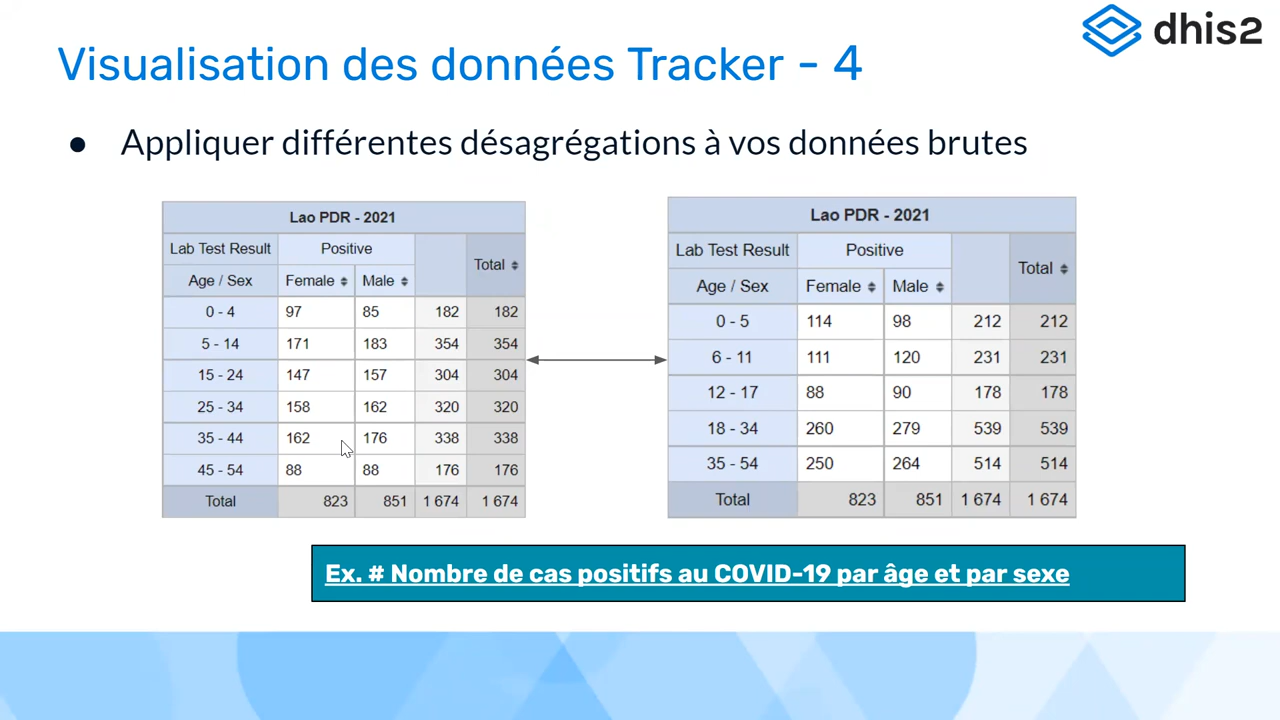 dhis2
Visualisation des données Tracker - 4
● Appliquer différentes désagrégations à vos données brutes
Lao PDR - 2021
Lab Test Result Positive Total
Age / Sex Female Male
0 - 4 97 85 182 182
5 - 14 171 183 354 354
15 - 24 147 157 304 304
25 - 34 158 162 320 320
35 - 44 162 176 338 338
45 - 54 88 88 176 176
Total 823 851 1 674 1 674
Lao PDR - 2021
Lab Test Result Positive Total
Age / Sex Female Male
0 - 5 114 98 212 212
6 - 11 111 120 231 231
12 - 17 88 90 178 178
18 - 34 260 279 539 539
35 - 54 250 264 514 514
Total 823 851 1 674 1 674
Ex. # Nombre de cas positifs au COVID-19 par âge et par sexe